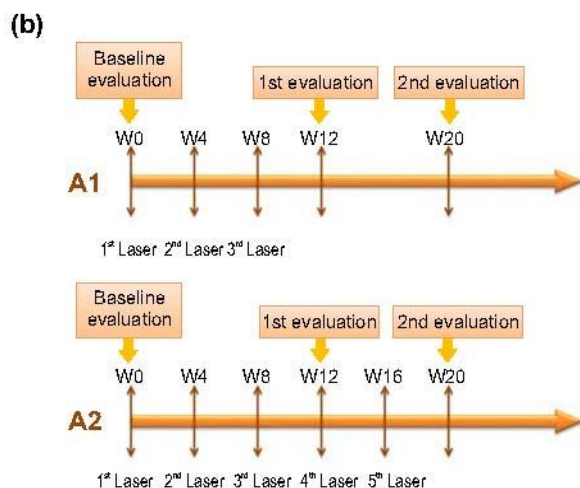 (b)
Baseline
evaluation
1st evaluation
2nd evaluation
W0 W4 W8 W12 W20
A1
1st Laser 2nd Laser 3rd Laser
Baseline
evaluation
1st evaluation
2nd evaluation
W0 W4 W8 W12 W16 W20
A2
1st Laser 2nd Laser 3rd Laser 4th Laser 5th Laser